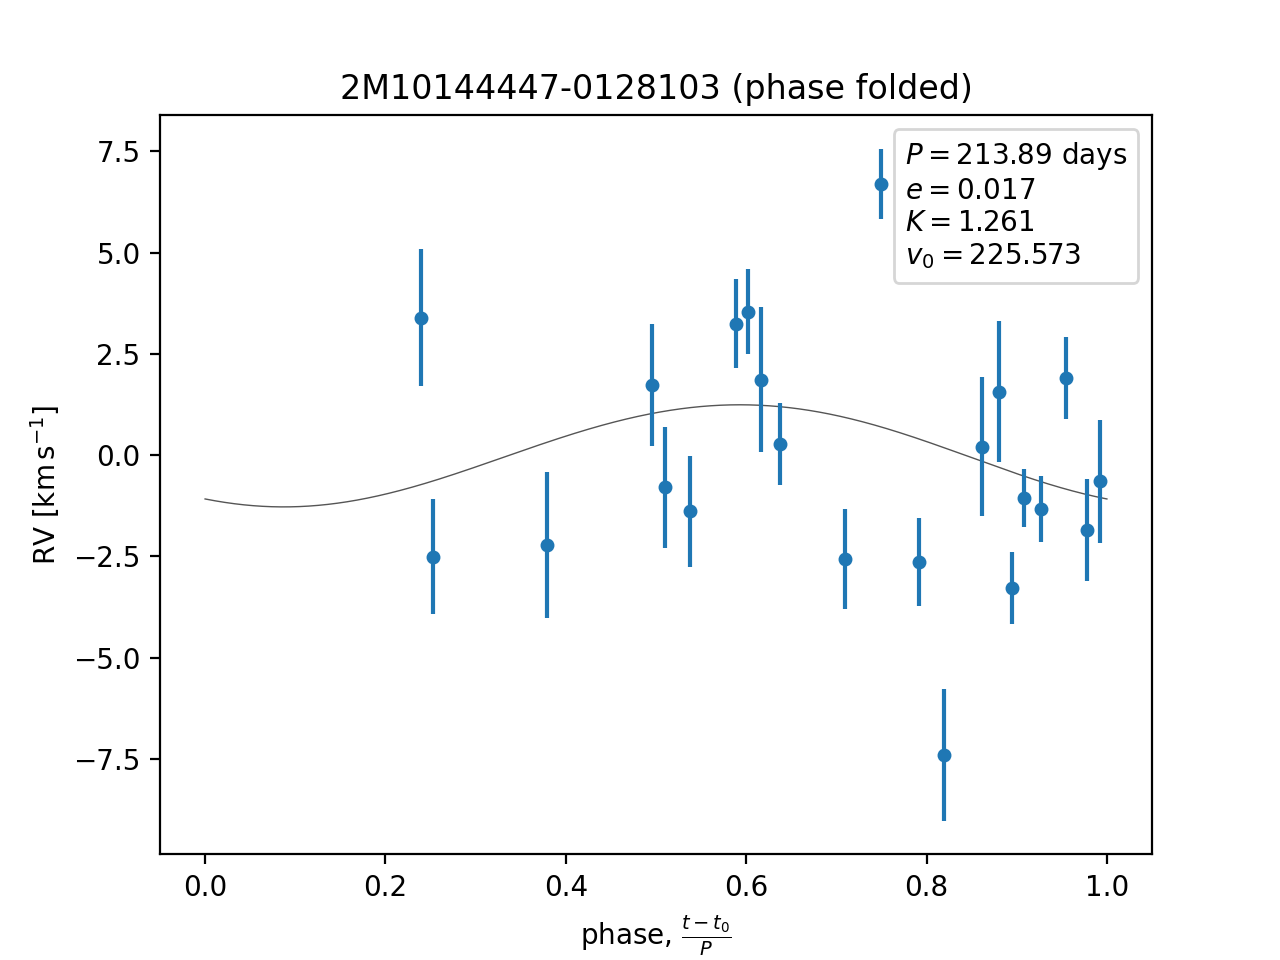 2M10144447-0128103 (phase folded)
P = 213.89 days
e = 0.017
K = 1.261
v₀ = 225.573
7.5
5.0
2.5
0.0
−2.5
−5.0
−7.5
RV [km s⁻¹]
0.0 0.2 0.4 0.6 0.8 1.0
phase, (t − t₀)/P